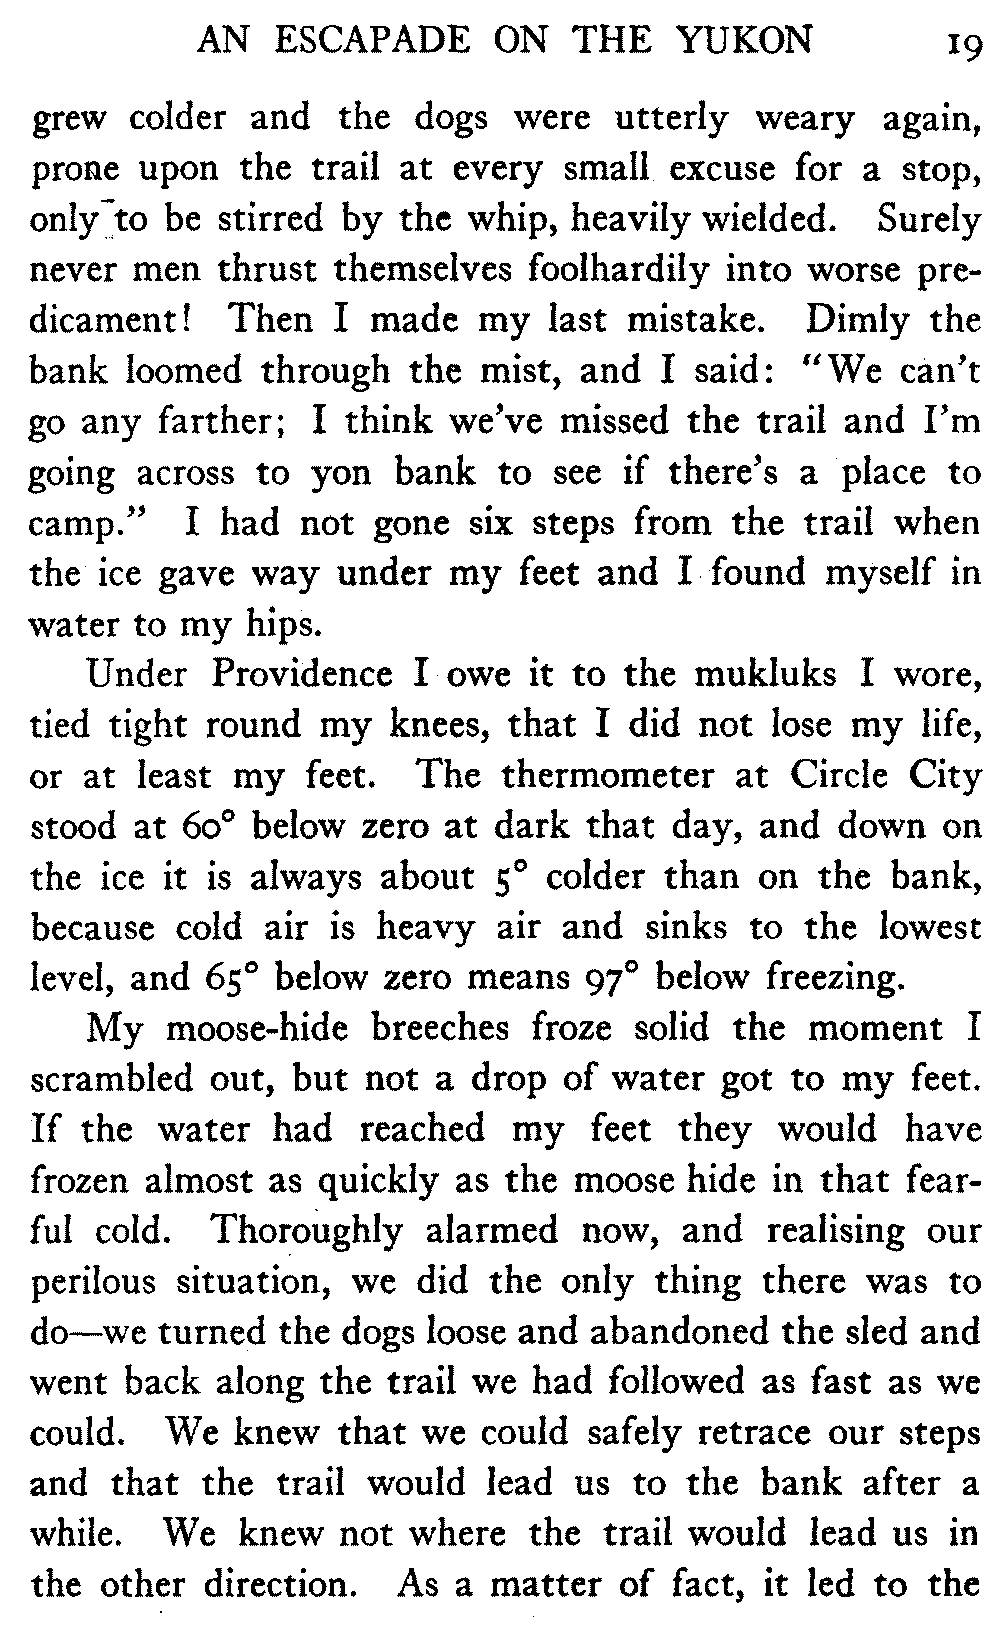 AN ESCAPADE ON THE YUKON 19
grew colder and the dogs were utterly weary again,
prone upon the trail at every small excuse for a stop,
only to be stirred by the whip, heavily wielded. Surely
never men thrust themselves foolhardily into worse pre-
dicament! Then I made my last mistake. Dimly the
bank loomed through the mist, and I said: "We can't
go any farther; I think we've missed the trail and I'm
going across to yon bank to see if there's a place to
camp." I had not gone six steps from the trail when
the ice gave way under my feet and I found myself in
water to my hips.
Under Providence I owe it to the mukluks I wore,
tied tight round my knees, that I did not lose my life,
or at least my feet. The thermometer at Circle City
stood at 60° below zero at dark that day, and down on
the ice it is always about 5° colder than on the bank,
because cold air is heavy air and sinks to the lowest
level, and 65° below zero means 97° below freezing.
My moose-hide breeches froze solid the moment I
scrambled out, but not a drop of water got to my feet.
If the water had reached my feet they would have
frozen almost as quickly as the moose hide in that fear-
ful cold. Thoroughly alarmed now, and realising our
perilous situation, we did the only thing there was to
do—we turned the dogs loose and abandoned the sled and
went back along the trail we had followed as fast as we
could. We knew that we could safely retrace our steps
and that the trail would lead us to the bank after a
while. We knew not where the trail would lead us in
the other direction. As a matter of fact, it led to the